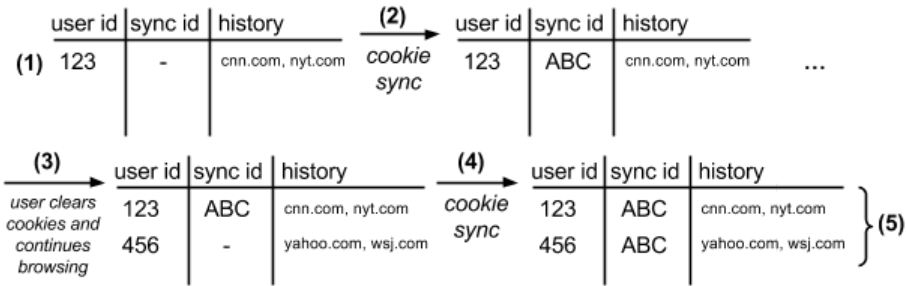 user id sync id history
(1) 123 - cnn.com, nyt.com
(2)
cookie
sync
user id sync id history
123 ABC cnn.com, nyt.com ...
(3)
user clears
cookies and
continues
browsing
user id sync id history
123 ABC cnn.com, nyt.com
456 - yahoo.com, wsj.com
(4)
cookie
sync
user id sync id history
123 ABC cnn.com, nyt.com
456 ABC yahoo.com, wsj.com
(5)